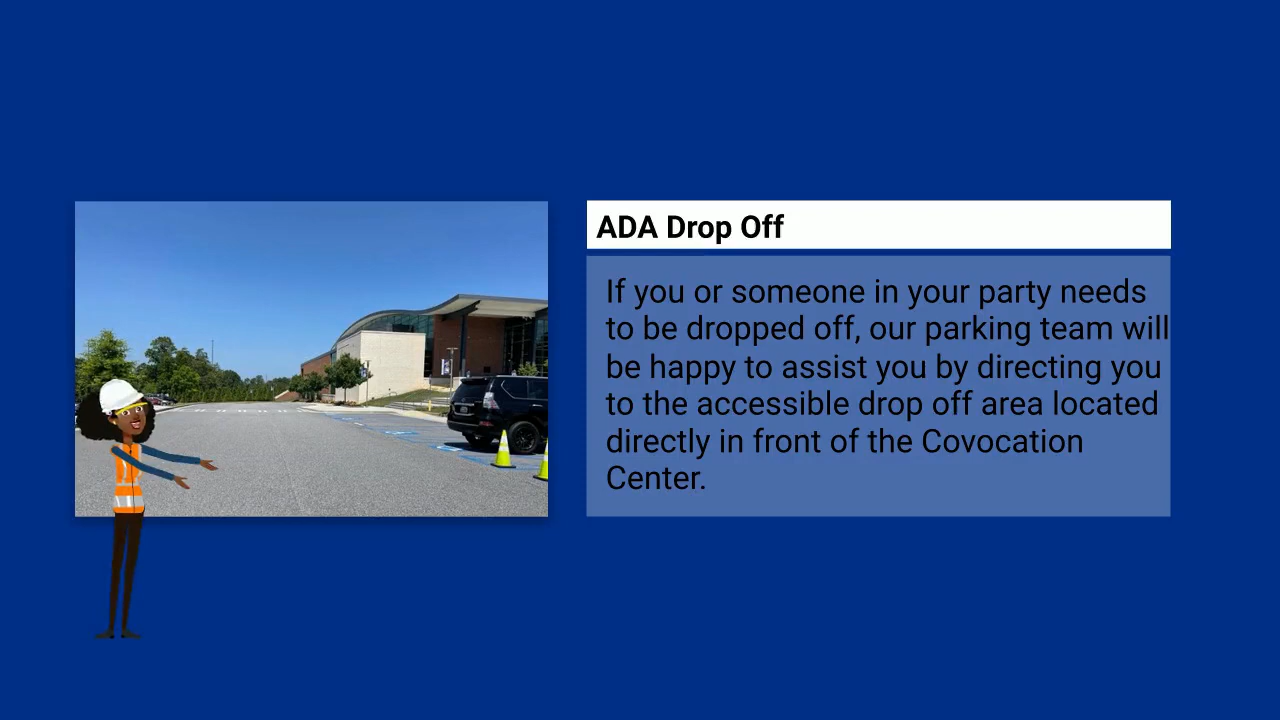 ADA Drop Off
If you or someone in your party needs
to be dropped off, our parking team will
be happy to assist you by directing you
to the accessible drop off area located
directly in front of the Covocation
Center.